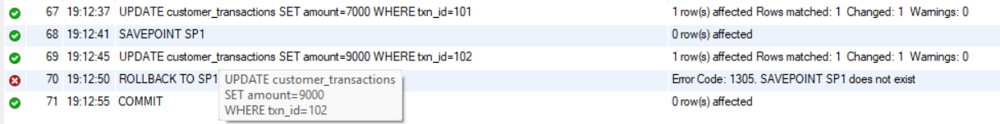 67 19:12:37 UPDATE customer_transactions SET amount=7000 WHERE txn_id=101 1 row(s) affected Rows matched: 1 Changed: 1 Warnings: 0
68 19:12:41 SAVEPOINT SP1 0 row(s) affected
69 19:12:45 UPDATE customer_transactions SET amount=9000 WHERE txn_id=102 1 row(s) affected Rows matched: 1 Changed: 1 Warnings: 0
70 19:12:50 ROLLBACK TO SP1 Error Code: 1305. SAVEPOINT SP1 does not exist
71 19:12:55 COMMIT 0 row(s) affected
UPDATE customer_transactions
SET amount=9000
WHERE txn_id=102